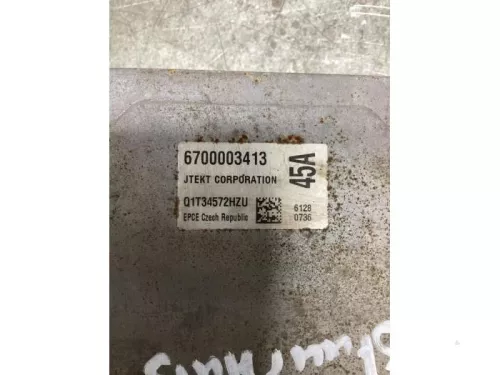 6700003413
45A
JTEKT CORPORATION
Q1T34572HZU
6128
EPCE Czech Republic
0736